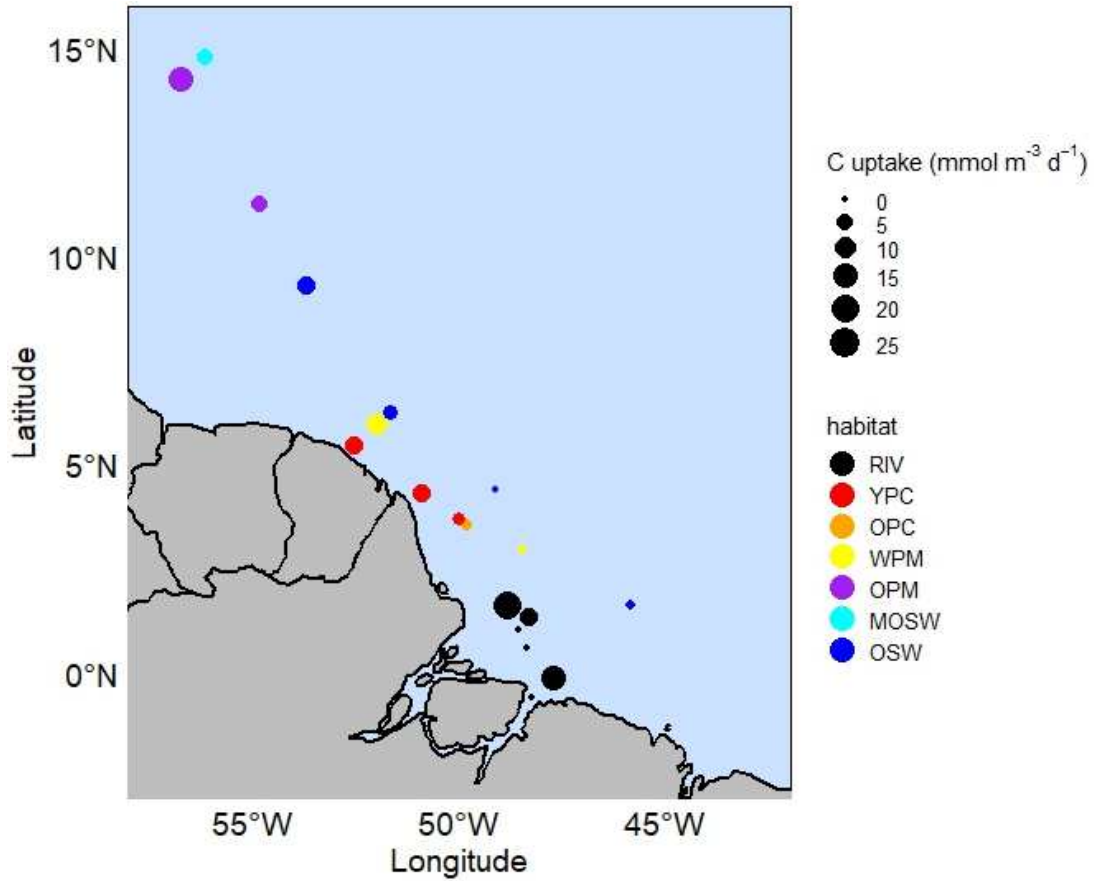 15°N
10°N
5°N
0°N
Latitude
55°W 50°W 45°W
Longitude
C uptake (mmol m⁻³ d⁻¹)
0
5
10
15
20
25
habitat
RIV
YPC
OPC
WPM
OPM
MOSW
OSW